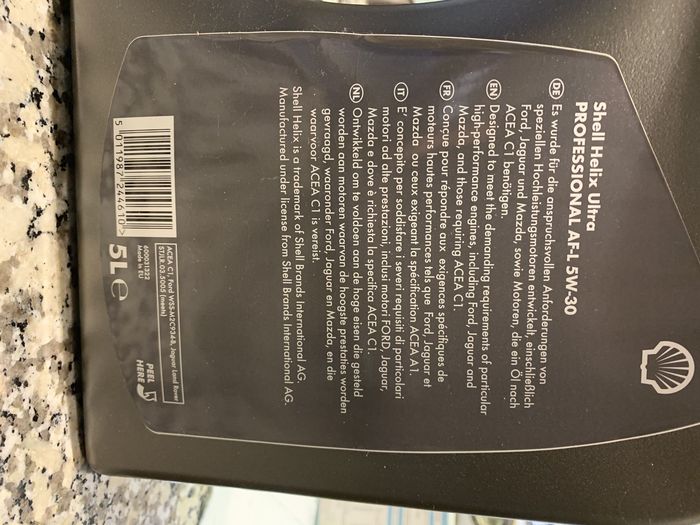 Shell Helix Ultra
PROFESSIONAL AF-L 5W-30
DE Es wurde für die anspruchsvollen Anforderungen von
speziellen Hochleistungsmotoren entwickelt, einschließlich
Ford, Jaguar und Mazda, sowie Motoren, die ein Öl nach
ACEA C1 benötigen.
EN Designed to meet the demanding requirements of particular
high-performance engines, including Ford, Jaguar and
Mazda, and those requiring ACEA C1.
FR Conçue pour répondre aux exigences spécifiques de
moteurs hautes performances tels que Ford, Jaguar et
Mazda ou ceux exigeant la spécification ACEA A1.
IT E' concepito per soddisfare i severi requisiti di particolari
motori ad alte prestazioni, inclusi motori FORD, Jaguar,
Mazda e dove è richiesta la specifica ACEA C1.
NL Ontwikkeld om te voldoen aan de hoge eisen die gesteld
worden aan motoren waarvan de hoogste prestaties worden
gevraagd, waaronder Ford, Jaguar en Mazda, en die
waarvoor ACEA C1 is vereist.
Shell Helix is a trademark of Shell Brands International AG.
Manufactured under license from Shell Brands International AG.
5 011987 244610 >
5L e
600031322
Made in EU
ACEA C1, Ford WSS-M2C934-B, Jaguar Land Rover
STJLR.03.5005 (meets)
PEEL
HERE